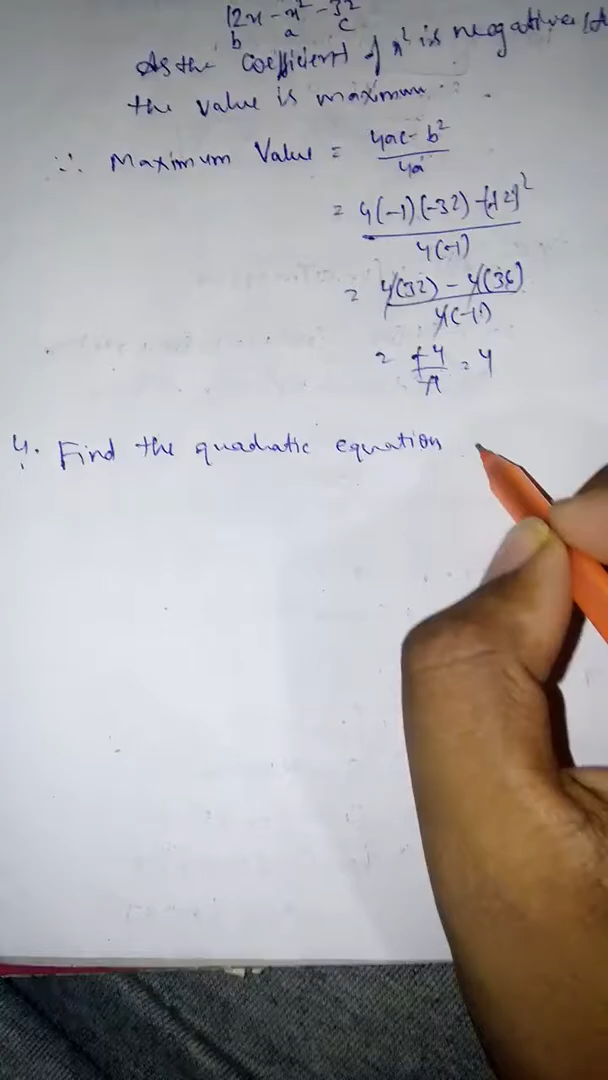 12x - x² - 32
b a c
As the coefficient of x² is negative
the value is maximum
∴ Maximum Value = 4ac - b² / 4a
= 4(-1)(-32) - (12)² / 4(-1)
= 4(32) - 4(36) / 4(-1)
= -4 / -1 = 4
4. Find the quadratic equation